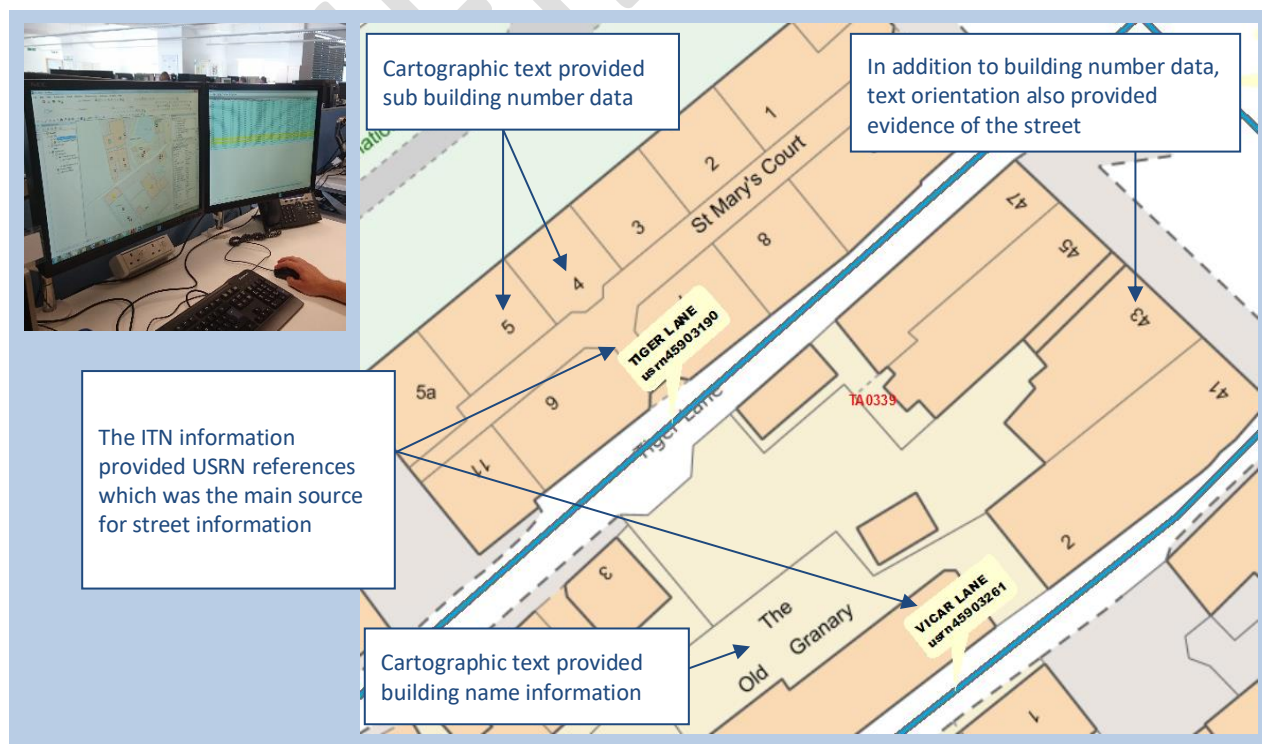 Cartographic text provided
sub building number data
In addition to building number data,
text orientation also provided
evidence of the street
The ITN information
provided USRN references
which was the main source
for street information
Cartographic text provided
building name information
1
2
3
4
5
5a
St Mary's Court
8
9
11
TIGER LANE
usrn45903190
Tiger Lane
47
45
43
41
TA0339
2
3
The
Old Granary
VICAR LANE
usrn45903261
1